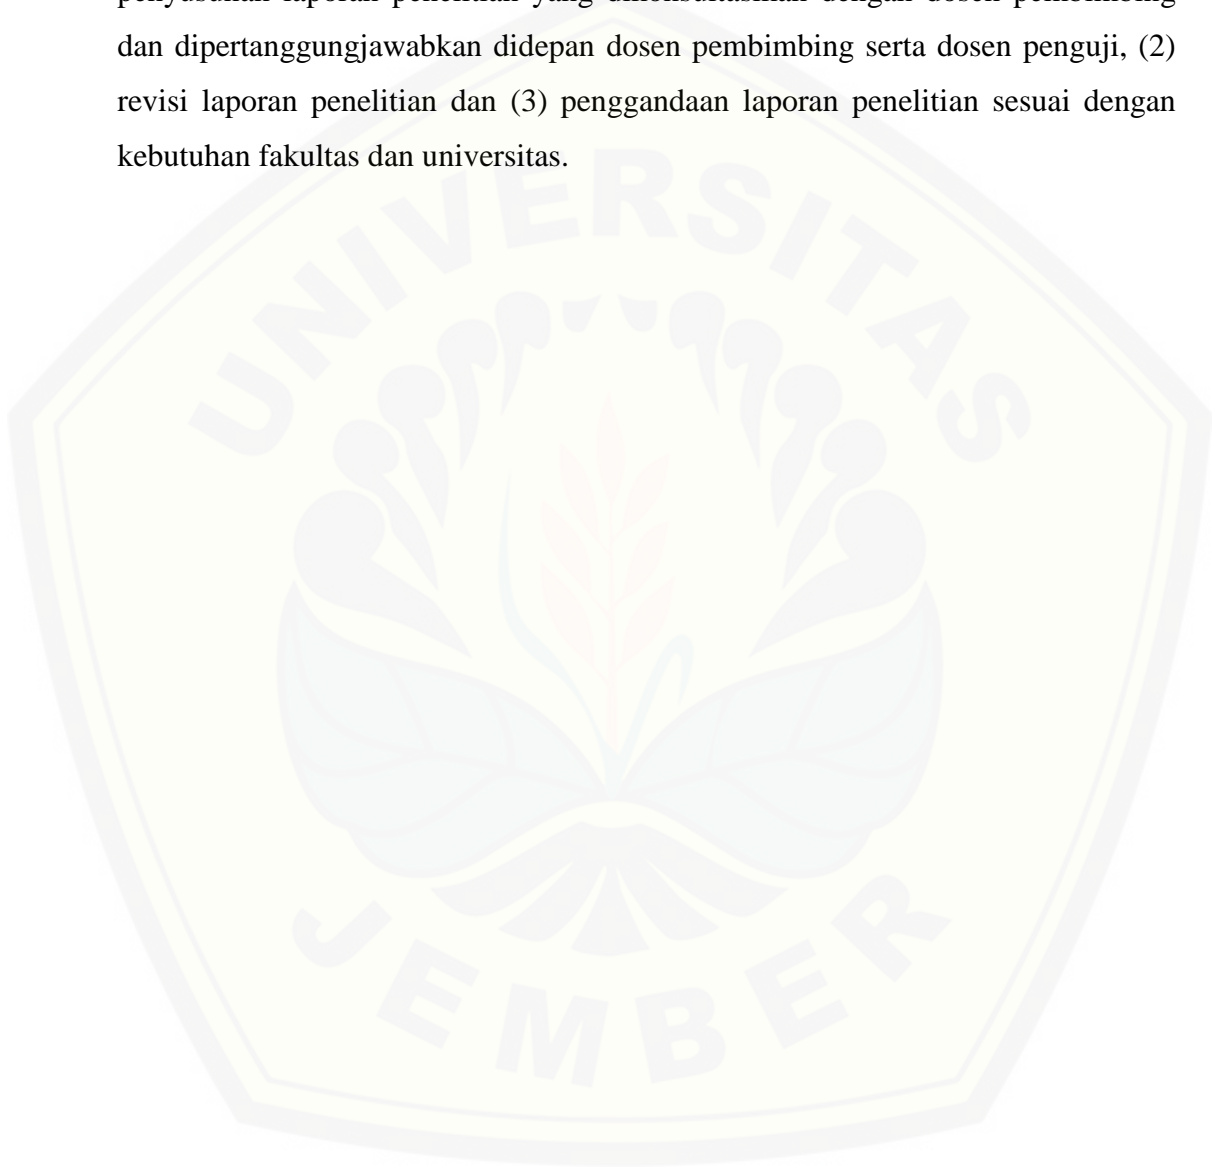 penyusunan laporan penelitian yang dikonsultasikan dengan dosen pembimbing
dan dipertanggungjawabkan didepan dosen pembimbing serta dosen penguji, (2)
revisi laporan penelitian dan (3) penggandaan laporan penelitian sesuai dengan
kebutuhan fakultas dan universitas.
UNIVERSITAS
JEMBER